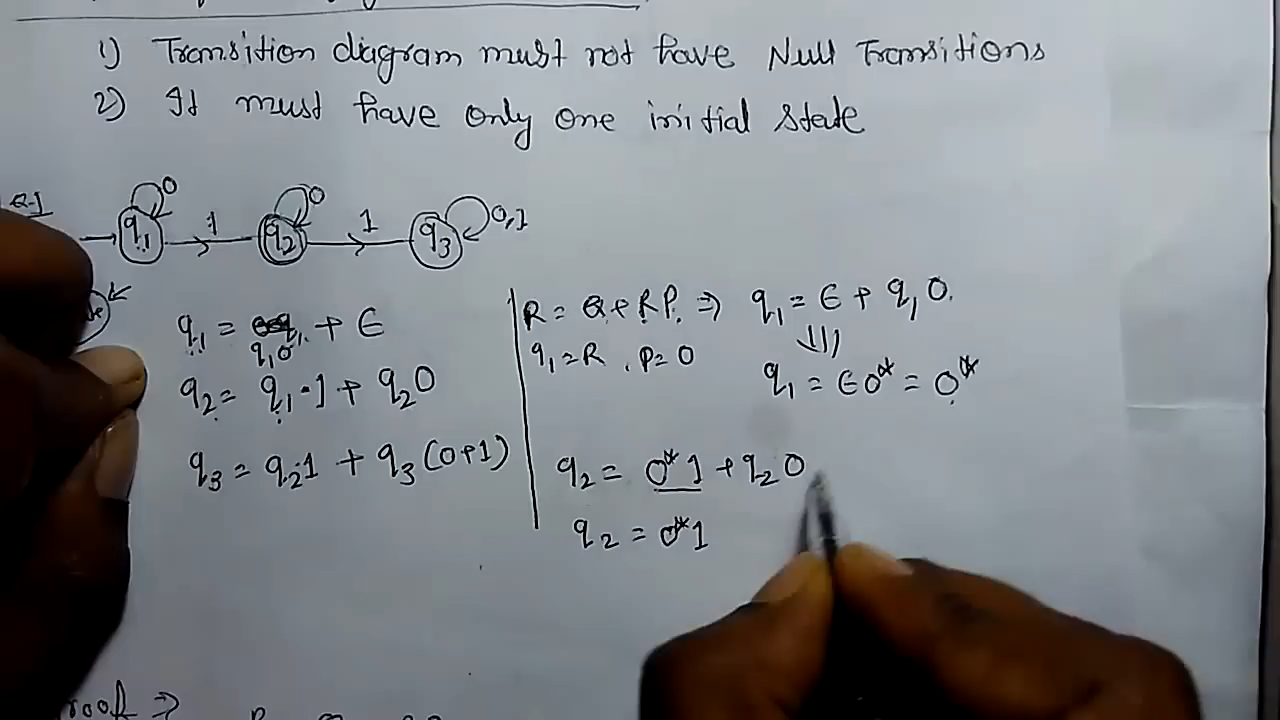 1) Transition diagram must not have Null Transitions
2) It must have only one initial state
Q-1
q1 0 1 q2 0 1 q3 0,1
q1 = + ϵ
q1 0
q2 = q1 · 1 + q2 0
q3 = q2 1 + q3 (0+1)
R = Q + R P ⇒ q1 = ϵ + q1 0.
q1 = R , P = 0
q1 = ϵ 0* = 0*
q2 = 0* 1 + q2 0
q2 = 0* 1
⇒